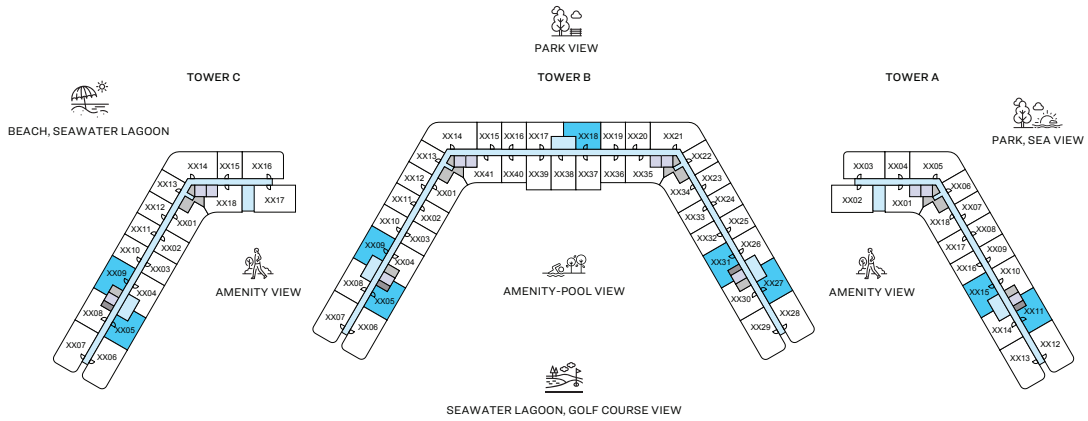 PARK VIEW
TOWER C
TOWER B
TOWER A
BEACH, SEAWATER LAGOON
PARK, SEA VIEW
XX14
XX15
XX16
XX13
XX12
XX11
XX10
XX09
XX08
XX07
XX06
XX05
XX04
XX03
XX02
XX01
XX18
XX17
AMENITY VIEW
XX14
XX15
XX16
XX17
XX18
XX19
XX20
XX21
XX13
XX12
XX11
XX10
XX09
XX08
XX07
XX06
XX05
XX04
XX03
XX02
XX01
XX41
XX40
XX39
XX38
XX37
XX36
XX35
XX34
XX33
XX32
XX31
XX30
XX29
XX28
XX27
XX26
XX25
XX24
XX23
XX22
AMENITY-POOL VIEW
AMENITY VIEW
XX03
XX04
XX05
XX02
XX01
XX06
XX07
XX08
XX09
XX10
XX11
XX12
XX13
XX14
XX15
XX16
XX17
XX18
SEAWATER LAGOON, GOLF COURSE VIEW